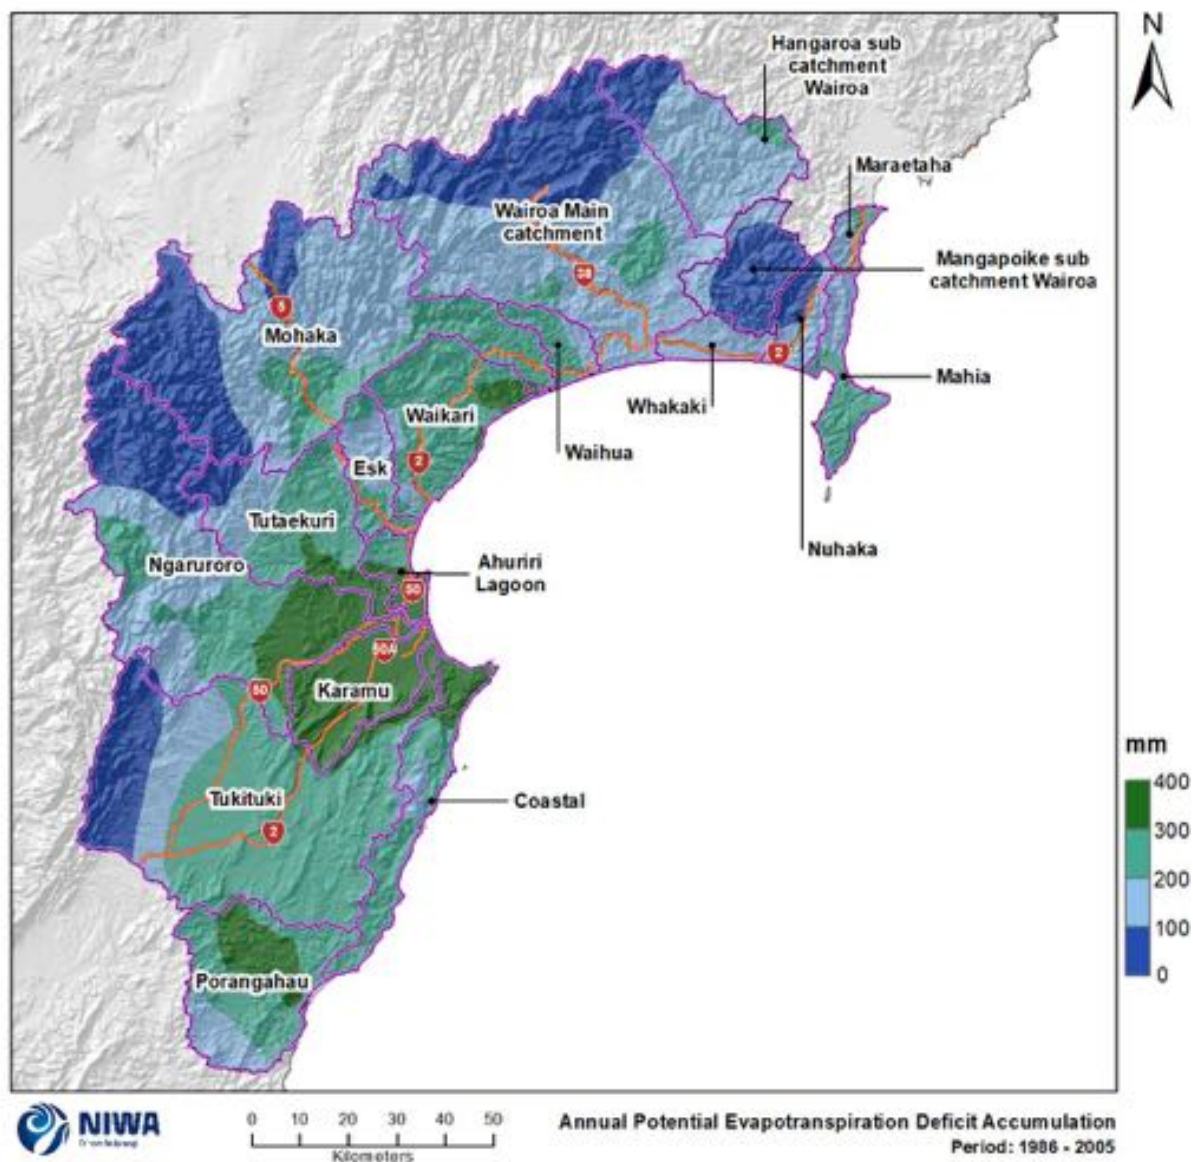 N
Hangaroa sub
catchment
Wairoa
Maraetaha
Wairoa Main
catchment
Mangapoike sub
catchment Wairoa
38
5
Mohaka
2
Mahia
Whakaki
Waikari
Waihua
Esk
2
Tutaekuri
Nuhaka
Ngaruroro
Ahuriri
Lagoon
50
50A
50
Karamu
mm
400
300
200
100
0
Tukituki
Coastal
2
Porangahau
NIWA
0 10 20 30 40 50
Kilometers
Annual Potential Evapotranspiration Deficit Accumulation
Period: 1986 - 2005